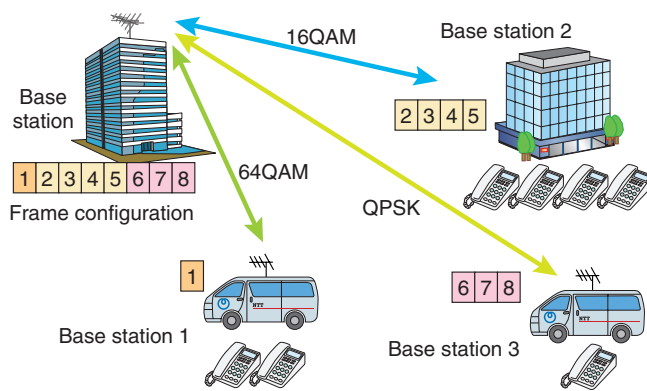 16QAM
Base station 2
Base
station
2 3 4 5
1 2 3 4 5 6 7 8
Frame configuration
64QAM
QPSK
1
NTT
Base station 1
6 7 8
NTT
Base station 3